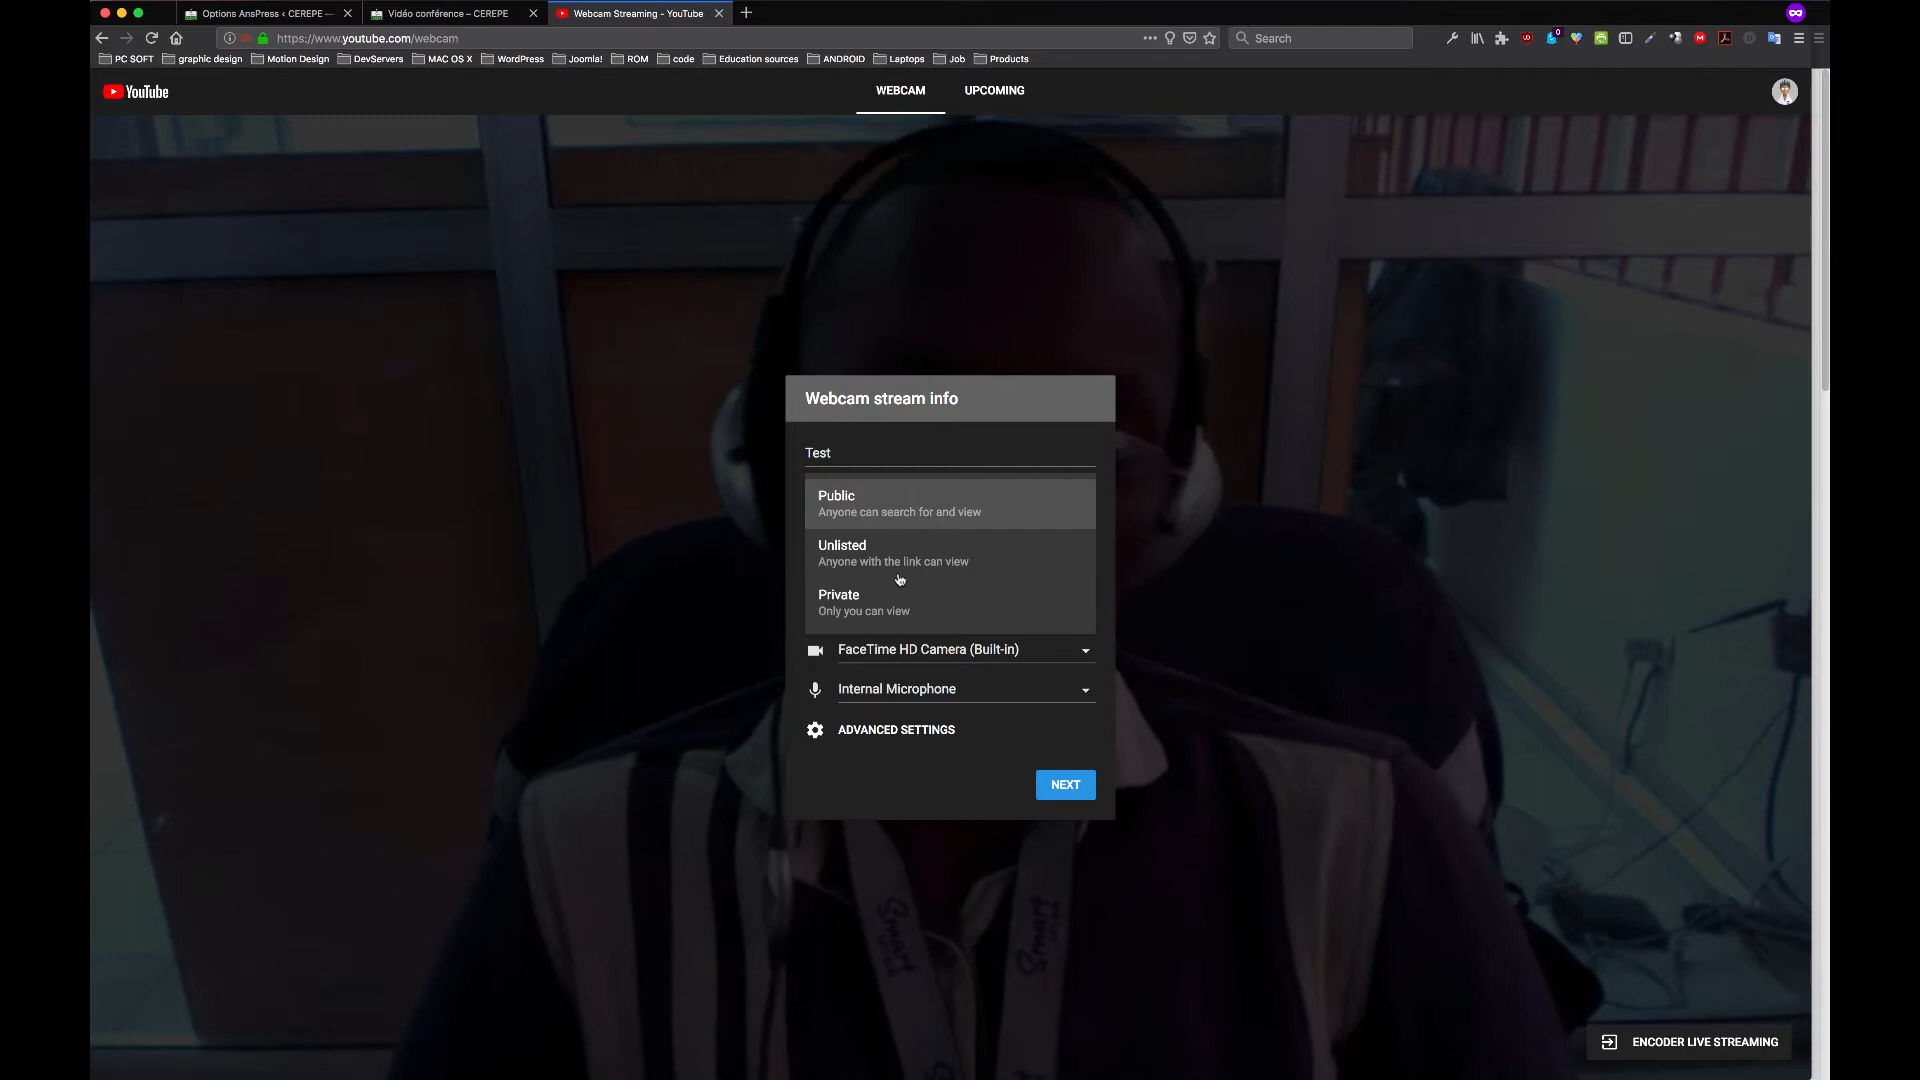 Options AnsPress ‹ CEREPE —
Vidéo conférence – CEREPE
Webcam Streaming - YouTube
https://www.youtube.com/webcam
Search
0
PC SOFT
graphic design
Motion Design
DevServers
MAC OS X
WordPress
Joomla!
ROM
code
Education sources
ANDROID
Laptops
Job
Products
YouTube
WEBCAM
UPCOMING
Webcam stream info
Test
Public
Anyone can search for and view
Unlisted
Anyone with the link can view
Private
Only you can view
FaceTime HD Camera (Built-in)
Internal Microphone
ADVANCED SETTINGS
NEXT
Smart
ENCODER LIVE STREAMING